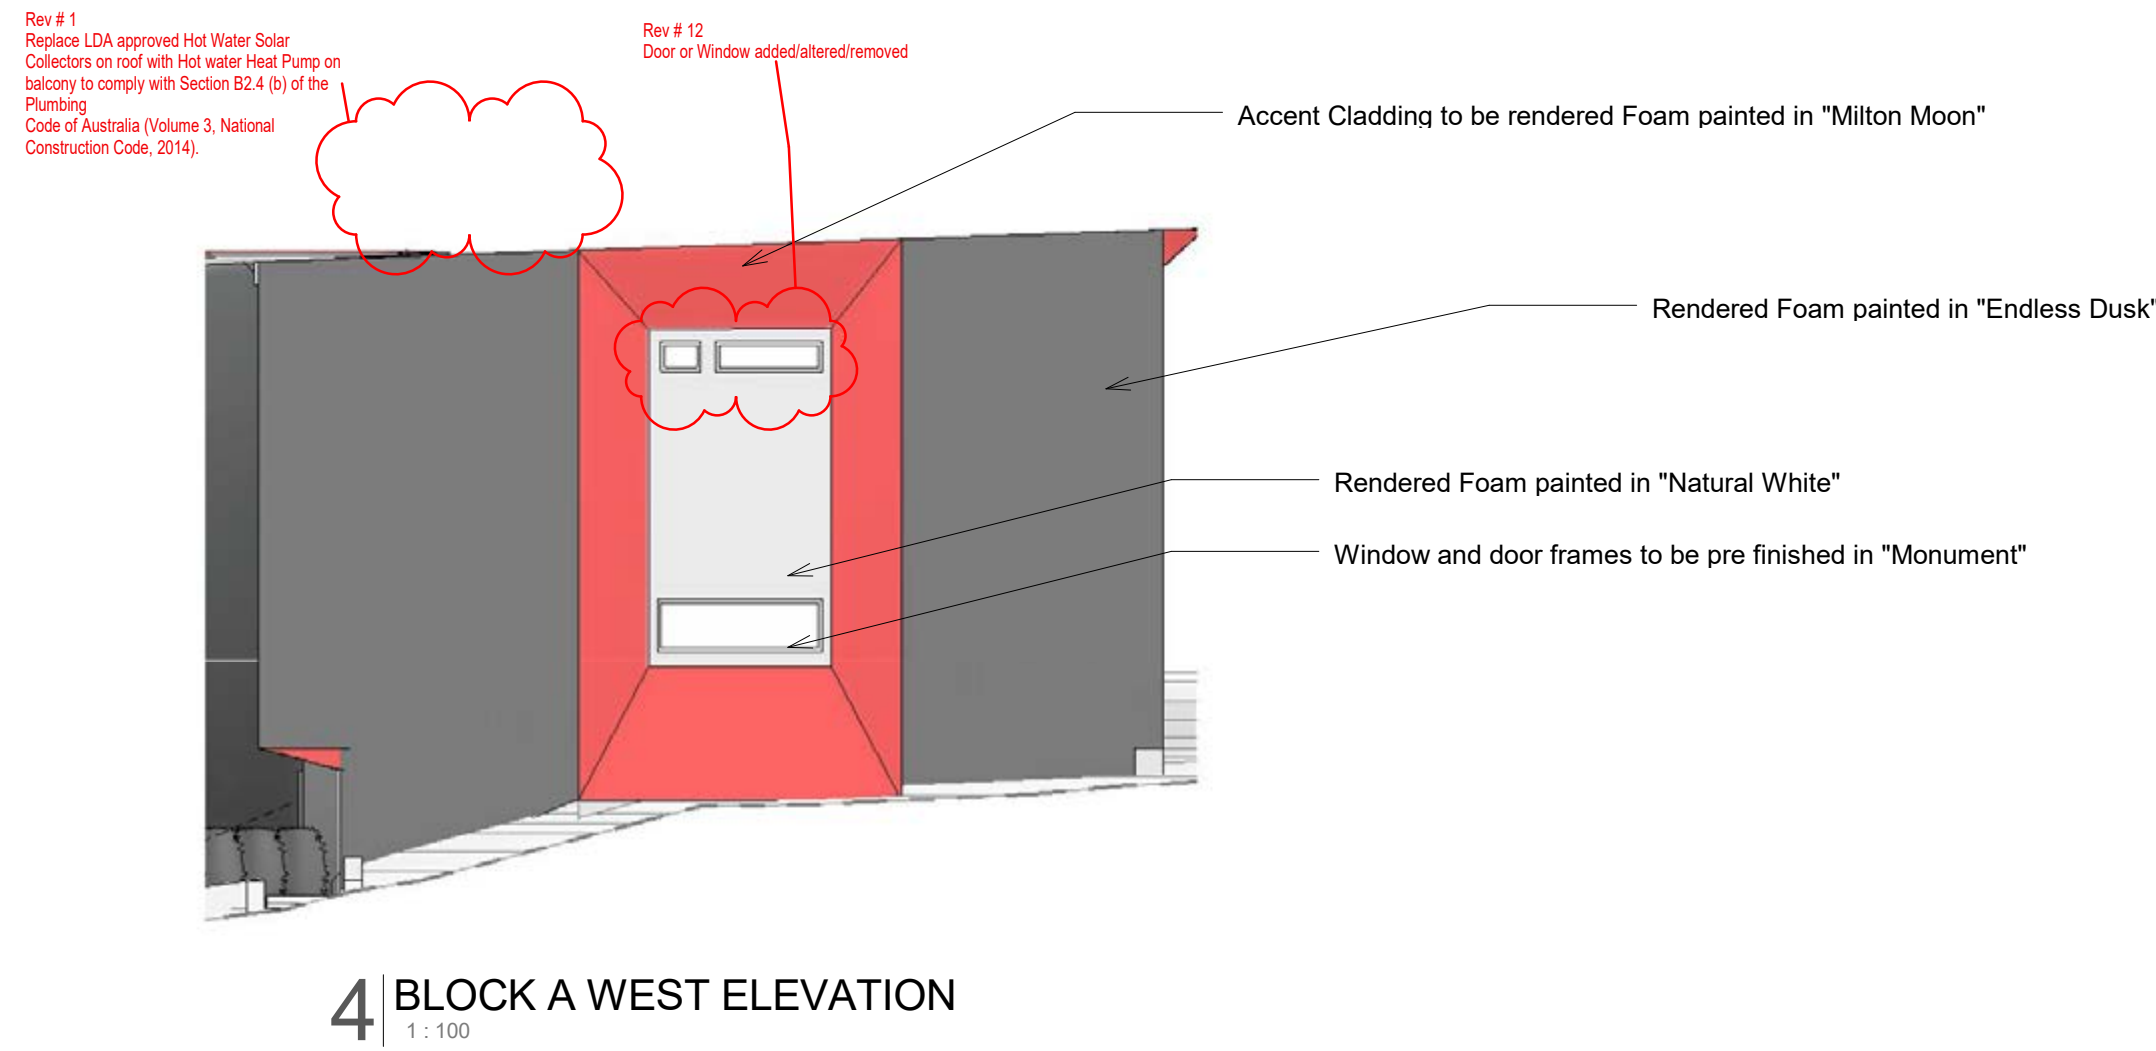 Rev # 1
Replace LDA approved Hot Water Solar
Collectors on roof with Hot water Heat Pump on
balcony to comply with Section B2.4 (b) of the
Plumbing
Code of Australia (Volume 3, National
Construction Code, 2014).
Rev # 12
Door or Window added/altered/removed
Accent Cladding to be rendered Foam painted in "Milton Moon"
Rendered Foam painted in "Endless Dusk"
Rendered Foam painted in "Natural White"
Window and door frames to be pre finished in "Monument"
4
BLOCK A WEST ELEVATION
1 : 100